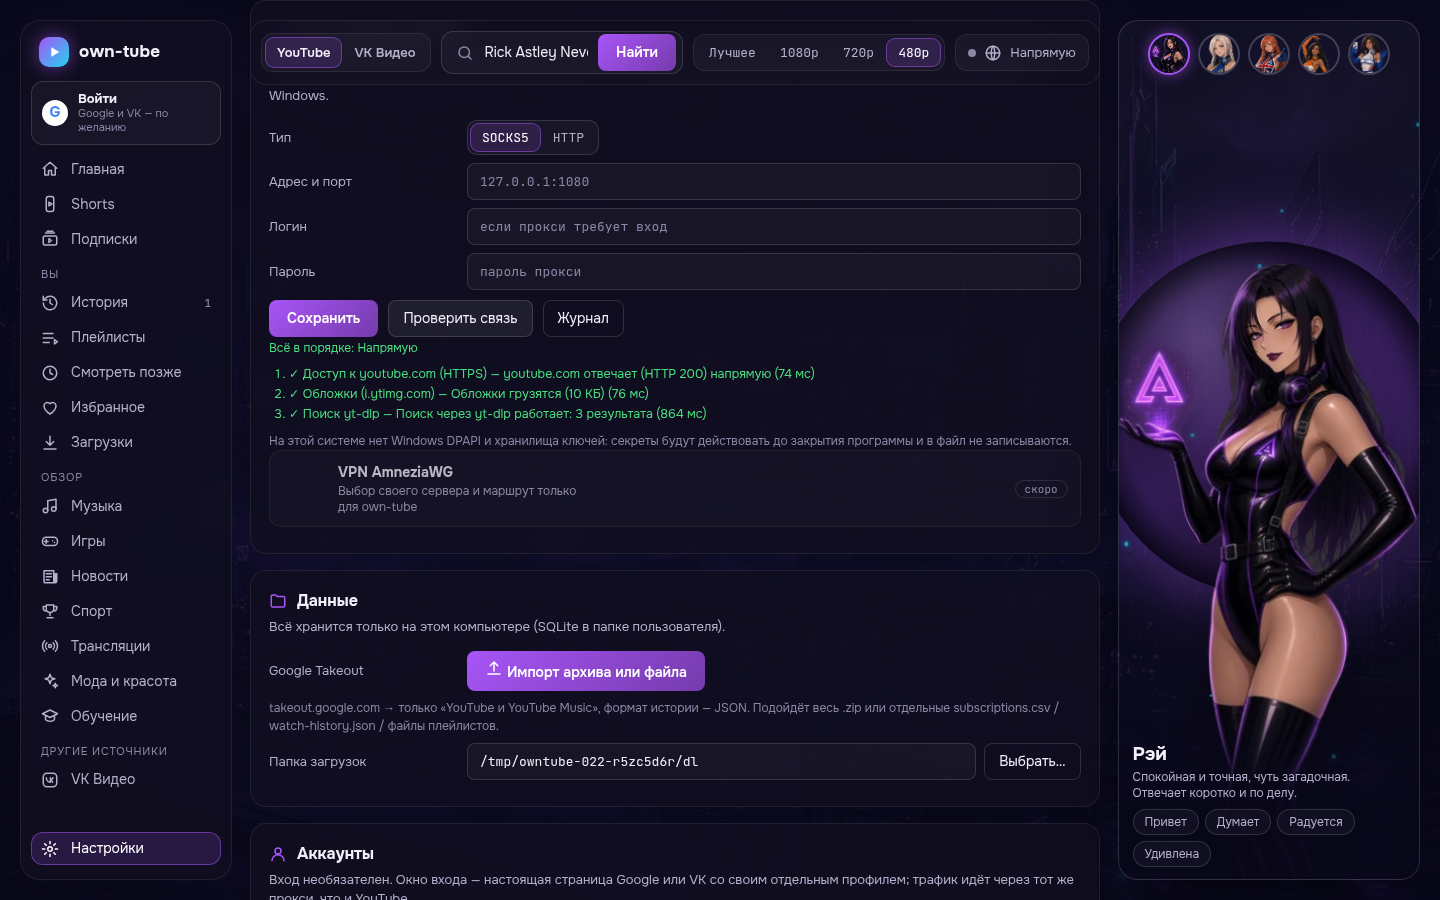 own-tube
Войти
Google и VK — по
желанию
Главная
Shorts
Подписки
ВЫ
История 1
Плейлисты
Смотреть позже
Избранное
Загрузки
ОБЗОР
Музыка
Игры
Новости
Спорт
Трансляции
Мода и красота
Обучение
ДРУГИЕ ИСТОЧНИКИ
VK Видео
Настройки
YouTube VK Видео Rick Astley Nev Найти Лучшее 1080p 720p 480p Напрямую
Windows.
Тип SOCKS5 HTTP
Адрес и порт 127.0.0.1:1080
Логин если прокси требует вход
Пароль пароль прокси
Сохранить Проверить связь Журнал
Всё в порядке: Напрямую
1. ✓ Доступ к youtube.com (HTTPS) — youtube.com отвечает (HTTP 200) напрямую (74 мс)
2. ✓ Обложки (i.ytimg.com) — Обложки грузятся (10 КБ) (76 мс)
3. ✓ Поиск yt-dlp — Поиск через yt-dlp работает: 3 результата (864 мс)
На этой системе нет Windows DPAPI и хранилища ключей: секреты будут действовать до закрытия программы и в файл не записываются.
VPN AmneziaWG
Выбор своего сервера и маршрут только
для own-tube
скоро
Данные
Всё хранится только на этом компьютере (SQLite в папке пользователя).
Google Takeout Импорт архива или файла
takeout.google.com → только «YouTube и YouTube Music», формат истории — JSON. Подойдёт весь .zip или отдельные subscriptions.csv /
watch-history.json / файлы плейлистов.
Папка загрузок /tmp/owntube-022-r5zc5d6r/dl Выбрать…
Аккаунты
Вход необязателен. Окно входа — настоящая страница Google или VK со своим отдельным профилем; трафик идёт через тот же
прокси, что и YouTube.
Рэй
Спокойная и точная, чуть загадочная.
Отвечает коротко и по делу.
Привет Думает Радуется
Удивлена